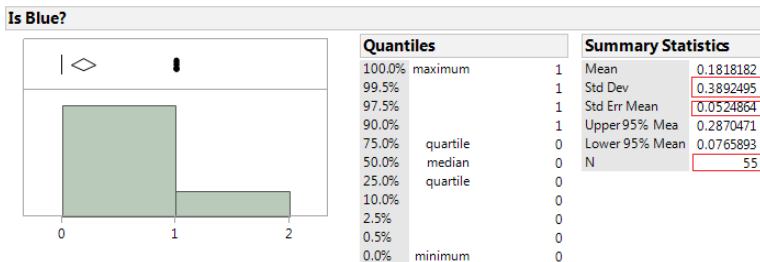 Is Blue?
Quantiles
100.0% maximum 1
99.5% 1
97.5% 1
90.0% 1
75.0% quartile 0
50.0% median 0
25.0% quartile 0
10.0% 0
2.5% 0
0.5% 0
0.0% minimum 0
Summary Statistics
Mean 0.1818182
Std Dev 0.3892495
Std Err Mean 0.0524864
Upper 95% Mea 0.2870471
Lower 95% Mean 0.0765893
N 55
0 1 2